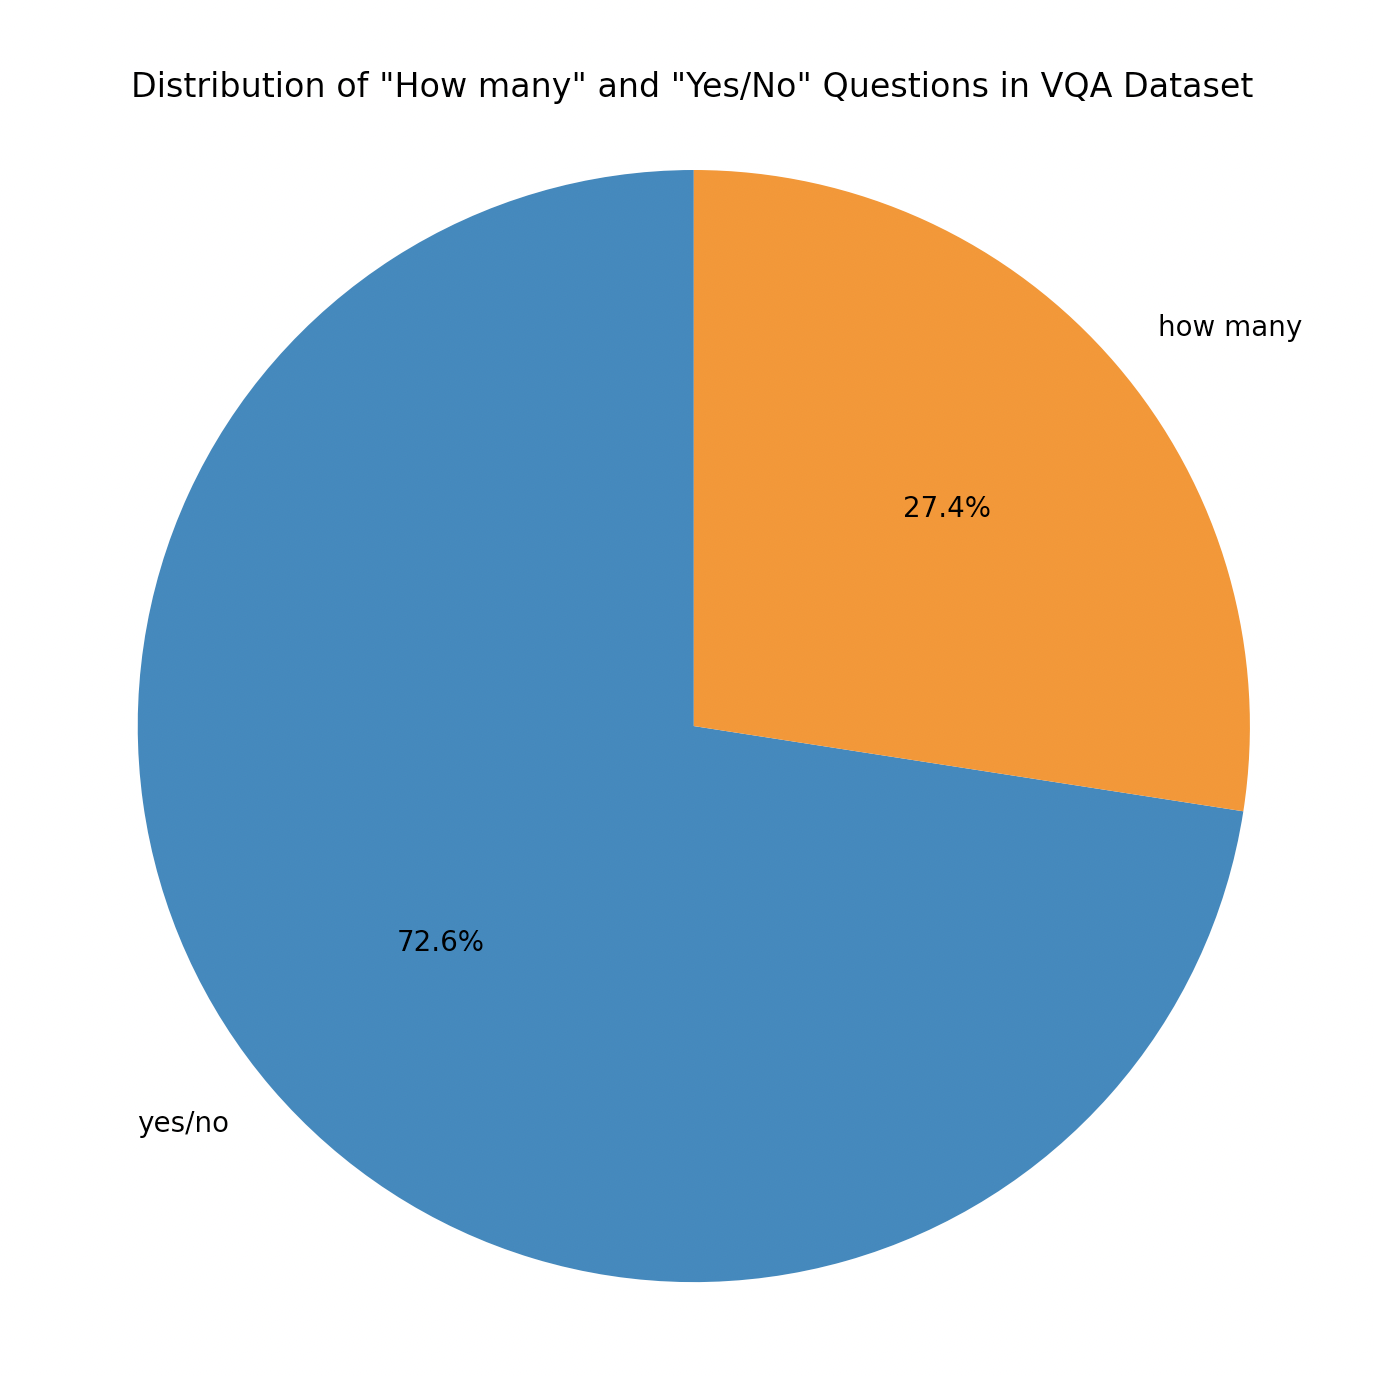 Distribution of "How many" and "Yes/No" Questions in VQA Dataset
how many
27.4%
72.6%
yes/no